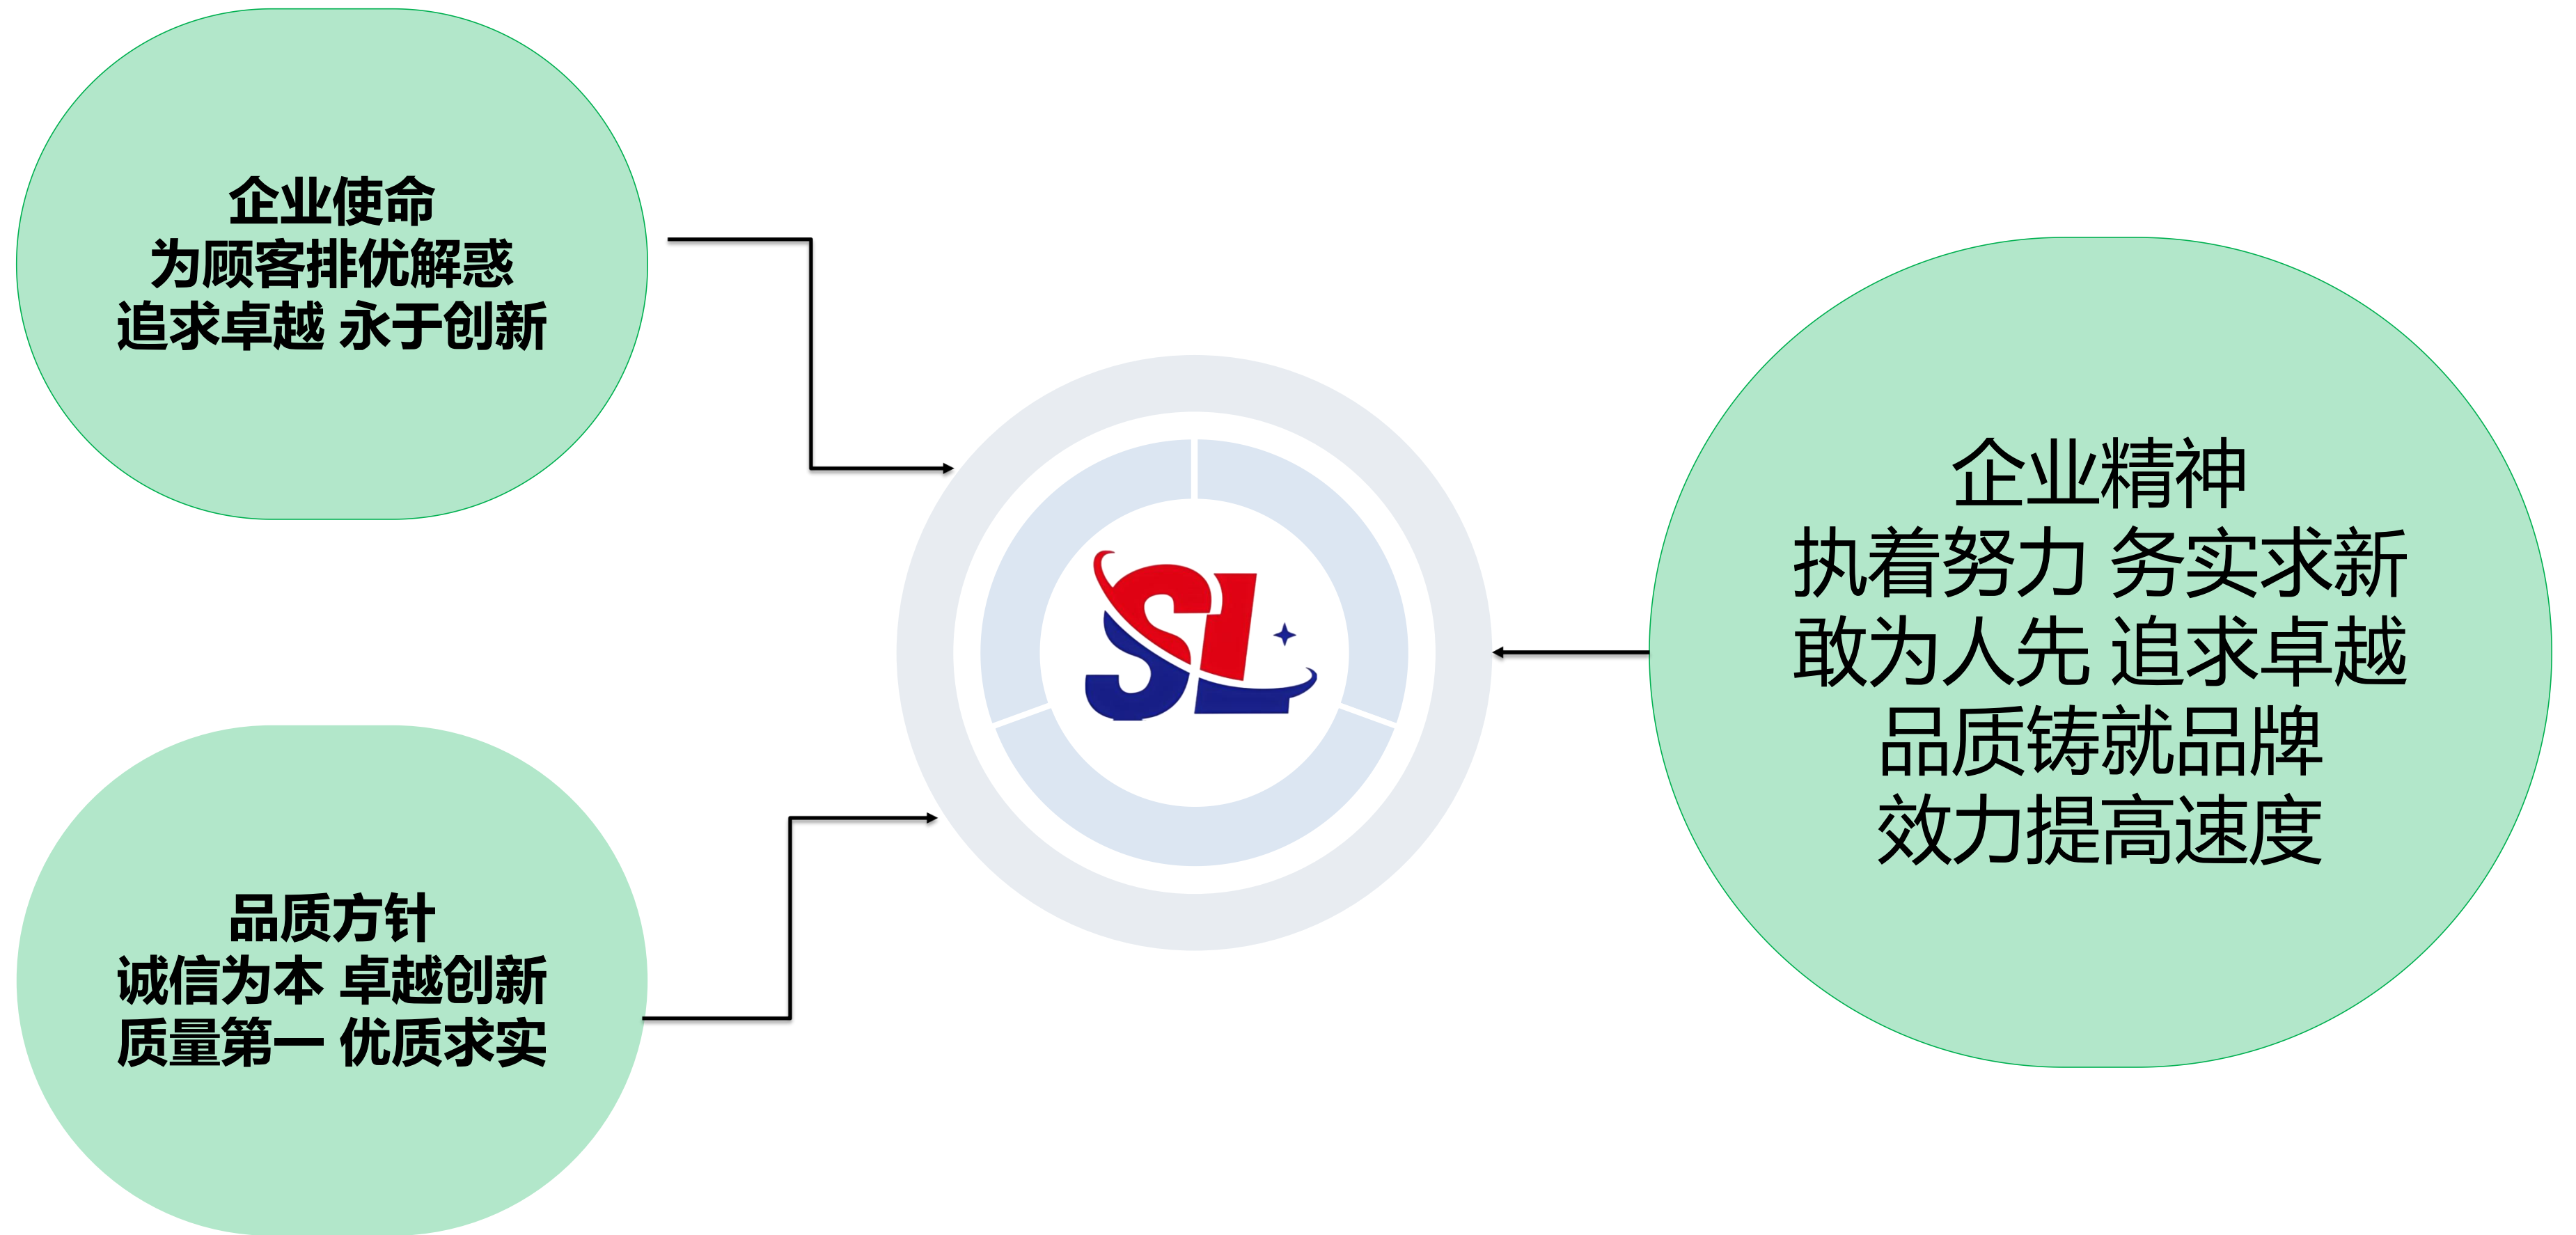 企业使命
为顾客排优解惑
追求卓越 永于创新
品质方针
诚信为本 卓越创新
质量第一 优质求实
SL
企业精神
执着努力 务实求新
敢为人先 追求卓越
品质铸就品牌
效力提高速度